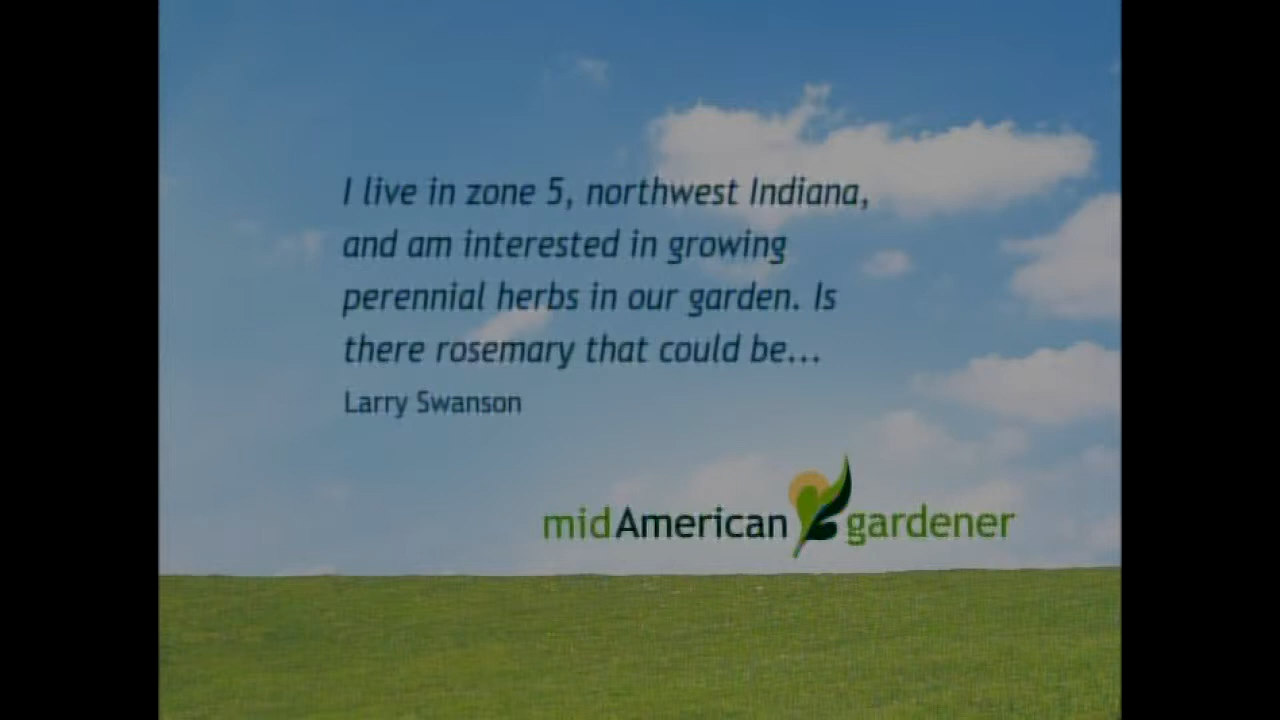 I live in zone 5, northwest Indiana,
and am interested in growing
perennial herbs in our garden. Is
there rosemary that could be...
Larry Swanson
midAmerican gardener